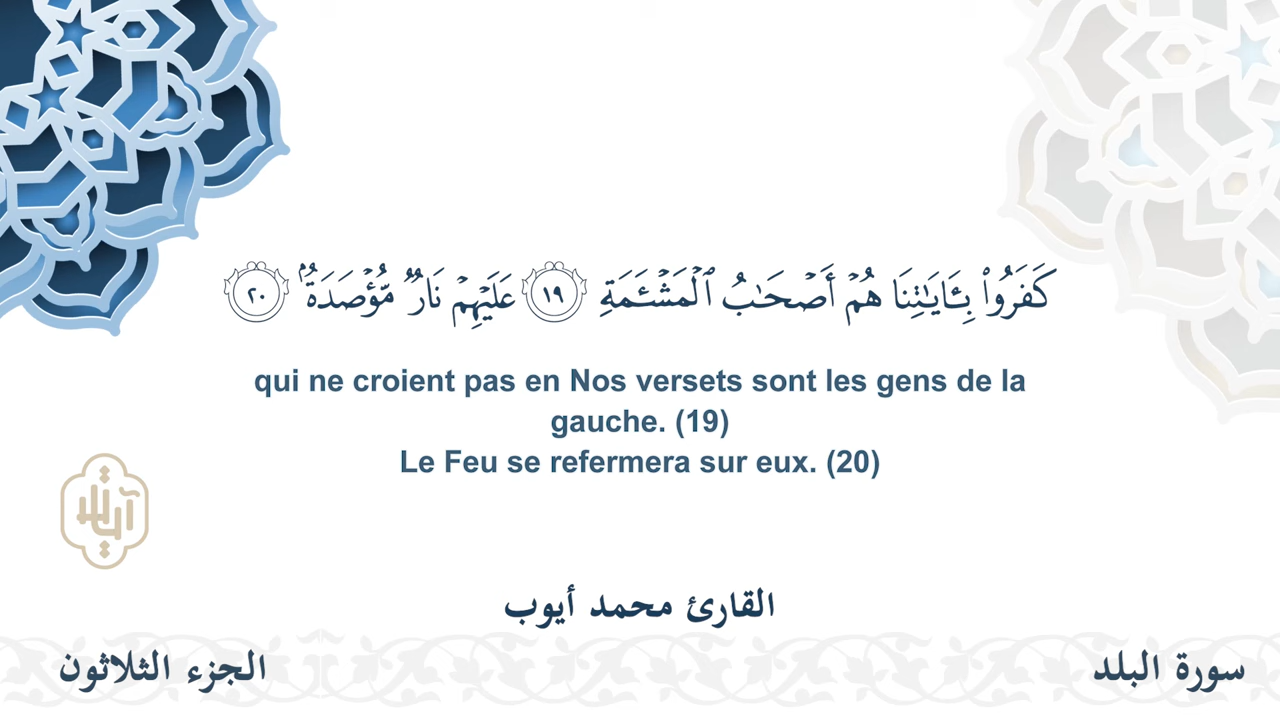 كَفَرُوا۟ بِـَٔايَـٰتِنَا هُمْ أَصْحَـٰبُ ٱلْمَشْـَٔمَةِ ١٩ عَلَيْهِمْ نَارٌ مُّؤْصَدَةٌۢ ٢٠
qui ne croient pas en Nos versets sont les gens de la
gauche. (19)
Le Feu se refermera sur eux. (20)
آيات
القارئ محمد أيوب
سورة البلد
الجزء الثلاثون